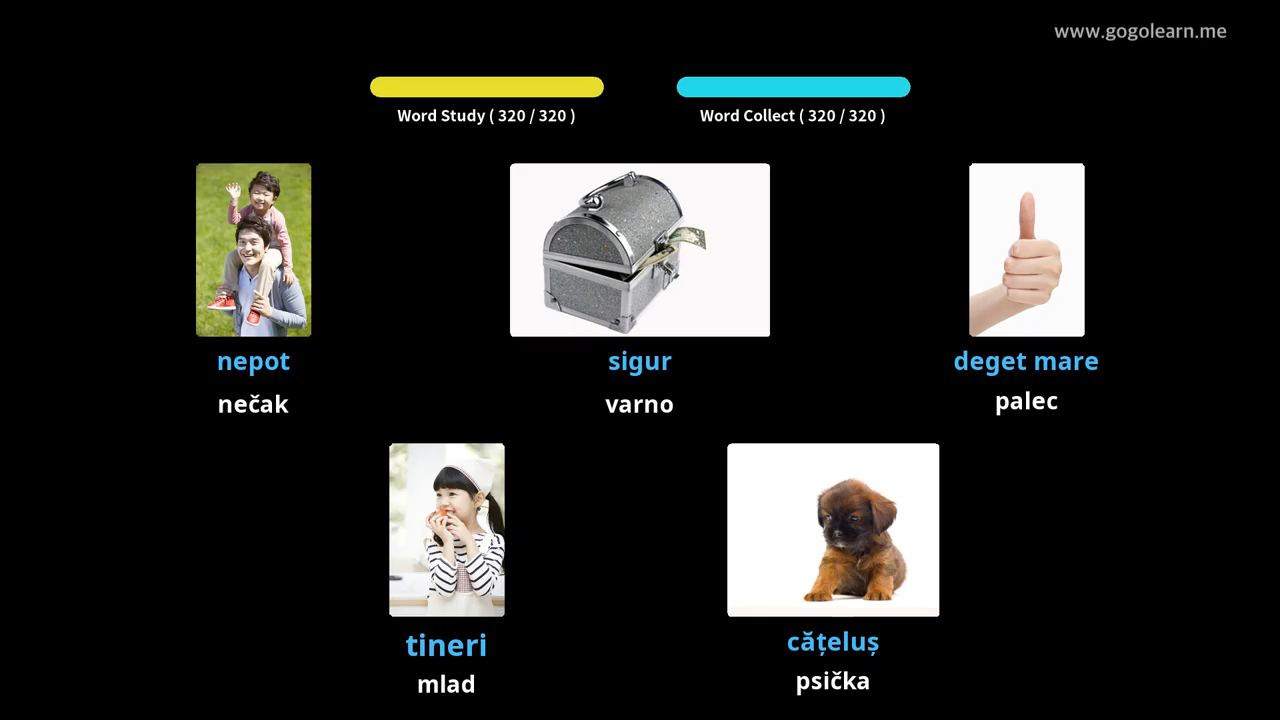 www.gogolearn.me
Word Study ( 320 / 320 )
Word Collect ( 320 / 320 )
nepot
sigur
deget mare
nečak
varno
palec
tineri
cățeluș
mlad
psička